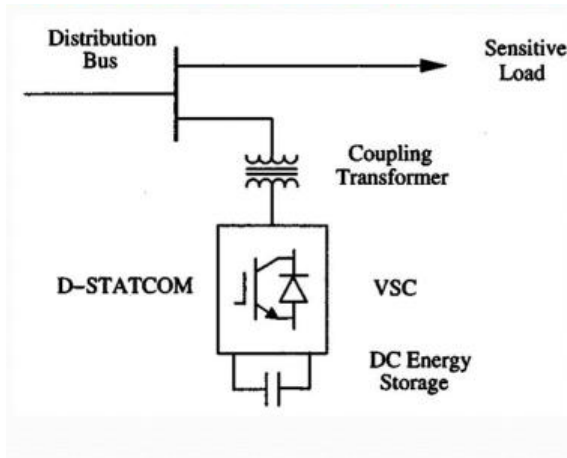 Distribution
Bus
Sensitive
Load
Coupling
Transformer
D-STATCOM
VSC
DC Energy
Storage